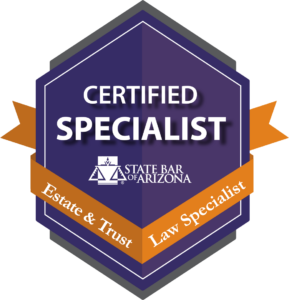 CERTIFIED
SPECIALIST
STATE BAR
OF ARIZONA
Estate & Trust
Law Specialist